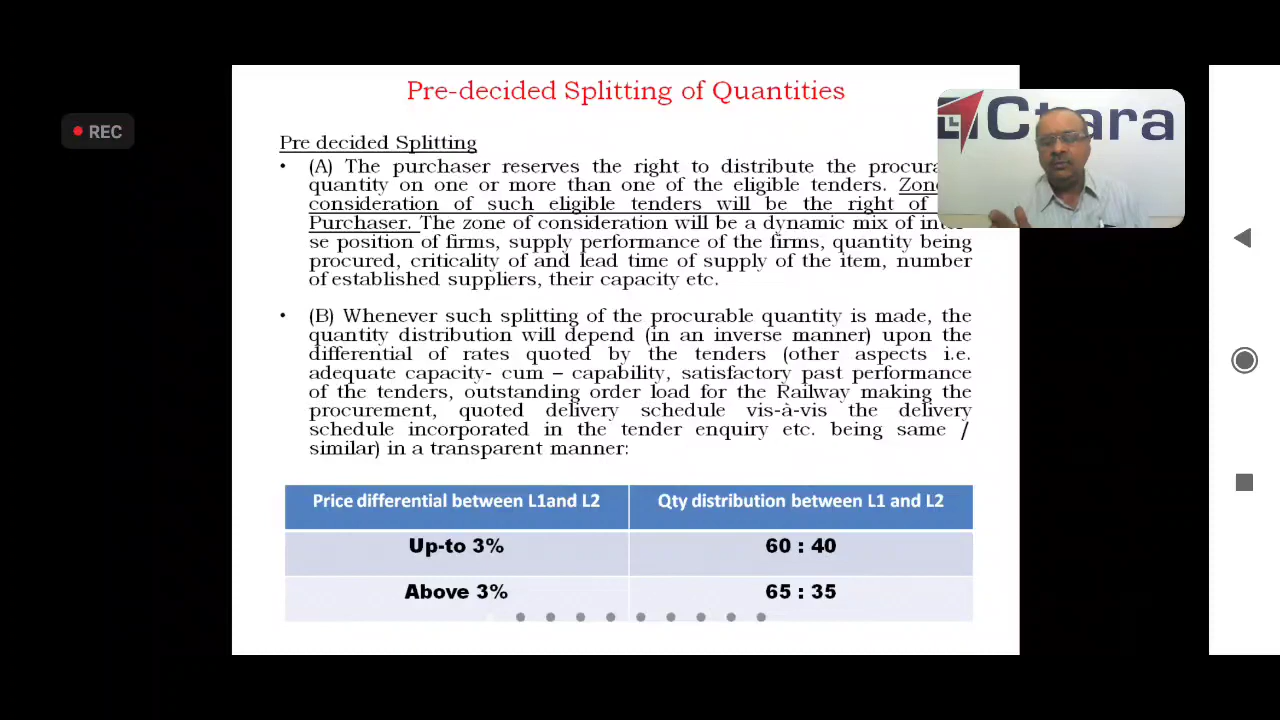 Pre-decided Splitting of Quantities
REC
Ctara
Pre decided Splitting
• (A) The purchaser reserves the right to distribute the
quantity on one or more than one of the eligible tenders.
consideration of such eligible tenders will be the right of
Purchaser. The zone of consideration will be a dynamic mix of
se position of firms, supply performance of the firms, quantity being
procured, criticality of and lead time of supply of the item, number
of established suppliers, their capacity etc.
• (B) Whenever such splitting of the procurable quantity is made, the
quantity distribution will depend (in an inverse manner) upon the
differential of rates quoted by the tenders (other aspects i.e.
adequate capacity- cum – capability, satisfactory past performance
of the tenders, outstanding order load for the Railway making the
procurement, quoted delivery schedule vis-à-vis the delivery
schedule incorporated in the tender enquiry etc. being same /
similar) in a transparent manner:
Price differential between L1and L2 Qty distribution between L1 and L2
Up-to 3% 60 : 40
Above 3% 65 : 35